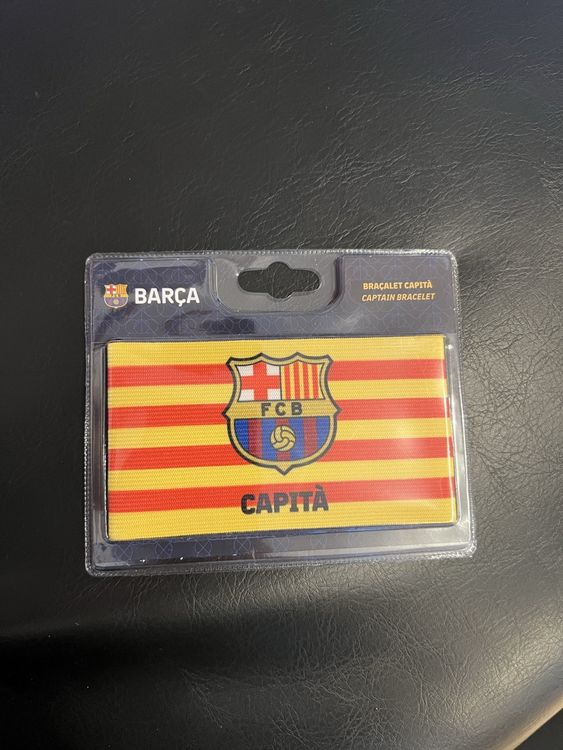 BARÇA
BRAÇALET CAPITÀ
CAPTAIN BRACELET
FCB
CAPITÀ